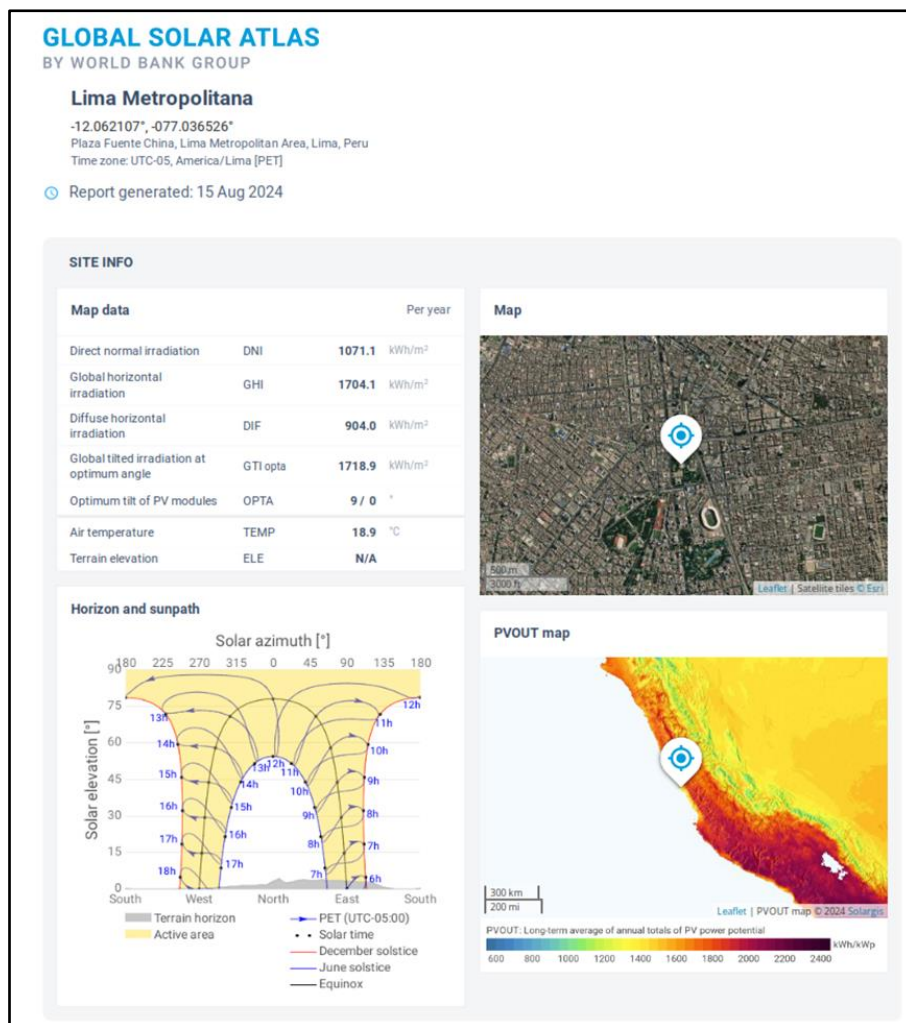 GLOBAL SOLAR ATLAS
BY WORLD BANK GROUP
Lima Metropolitana
-12.062107°, -077.036526°
Plaza Fuente China, Lima Metropolitan Area, Lima, Peru
Time zone: UTC-05, America/Lima [PET]
Report generated: 15 Aug 2024
SITE INFO
Map data Per year
Direct normal irradiation DNI 1071.1 kWh/m²
Global horizontal
irradiation GHI 1704.1 kWh/m²
Diffuse horizontal
irradiation DIF 904.0 kWh/m²
Global tilted irradiation at
optimum angle GTI opta 1718.9 kWh/m²
Optimum tilt of PV modules OPTA 9 / 0 °
Air temperature TEMP 18.9 °C
Terrain elevation ELE N/A
Map
500 m
3000 ft
Leaflet | Satellite tiles © Esri
Horizon and sunpath
Solar azimuth [°]
180 225 270 315 0 45 90 135 180
Solar elevation [°]
90
75
60
45
30
15
0
12h
13h
11h
14h
10h
13h 12h 11h
15h
14h
10h
9h
16h
15h
9h
8h
17h
16h
8h
7h
18h
17h
7h
6h
South West North East South
Terrain horizon
Active area
PET (UTC-05:00)
Solar time
December solstice
June solstice
Equinox
PVOUT map
300 km
200 mi
Leaflet | PVOUT map © 2024 Solargis
PVOUT: Long-term average of annual totals of PV power potential
kWh/kWp
600 800 1000 1200 1400 1600 1800 2000 2200 2400